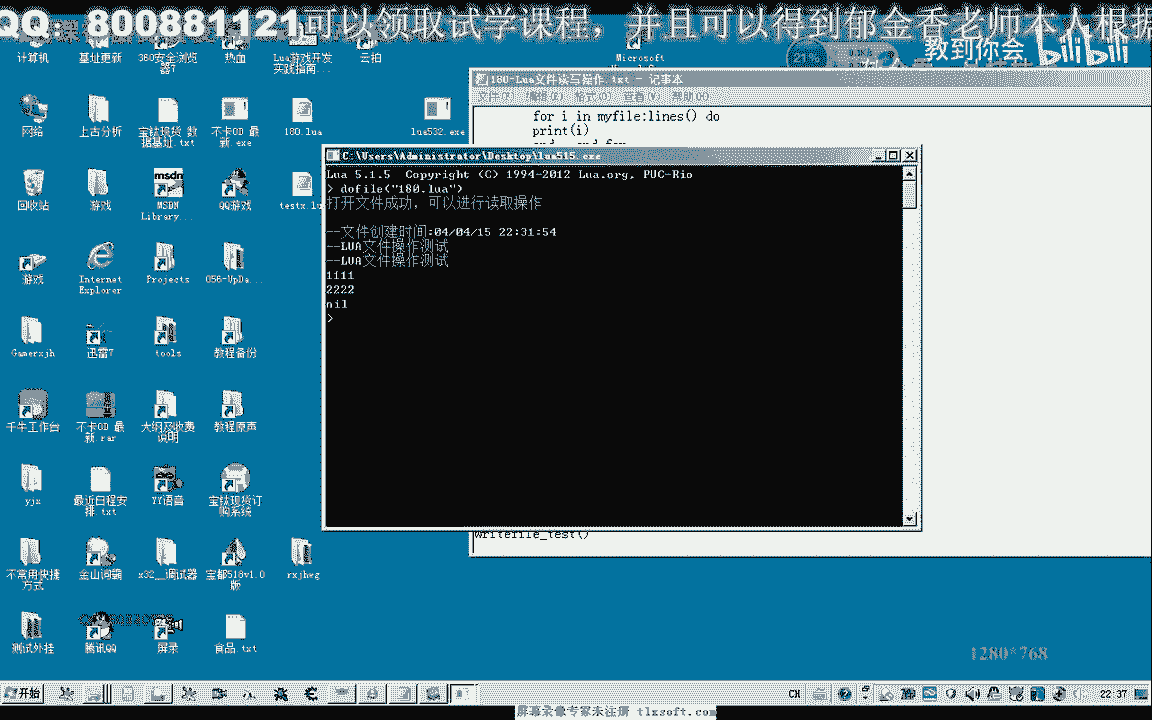 QQ: 800881121可以领取试学课程，并且可以得到郁金香老师本人根据
教到你会 bilibili
计算机
基址更新
360安全浏览器7
热血
Lua游戏开发实践指南...
云拍
Microsoft
21%
180-Lua文件读写操作.txt - 记事本
文件(F) 编辑(E) 格式(O) 查看(V) 帮助(H)
for i in myfile:lines() do
print(i)
网络
上古分析
宝钛现货 数据基址.txt
不卡OD 最新.exe
180.lua
lua532.exe
C:\Users\Administrator\Desktop\lua515.exe
Lua 5.1.5 Copyright (C) 1994-2012 Lua.org, PUC-Rio
> dofile("180.lua")
打开文件成功，可以进行读取操作
--文件创建时间:04/04/15 22:31:54
--LUA文件操作测试
--LUA文件操作测试
1111
2222
nil
>
writefile_test()
回收站
游戏
msdn
MSDN Library...
QQ游戏
testx lu
游戏
Internet Explorer
Projects
056-UpDa...
Gamerxjh
迅雷7
tools
教程备份
千牛工作台
不卡OD 最新.rar
大纲及收费说明
教程原声
yjx
最近日程安排.txt
YY语音
宝钛现货订购系统
不常用快捷方式
金山词霸
x32__调试器
宝都518v1.0版
rxjhwg
测试外挂
腾讯QQ
屏录
食品.txt
1280*768
开始
CH
22:37
屏幕录像专家未注册 tlxsoft.com